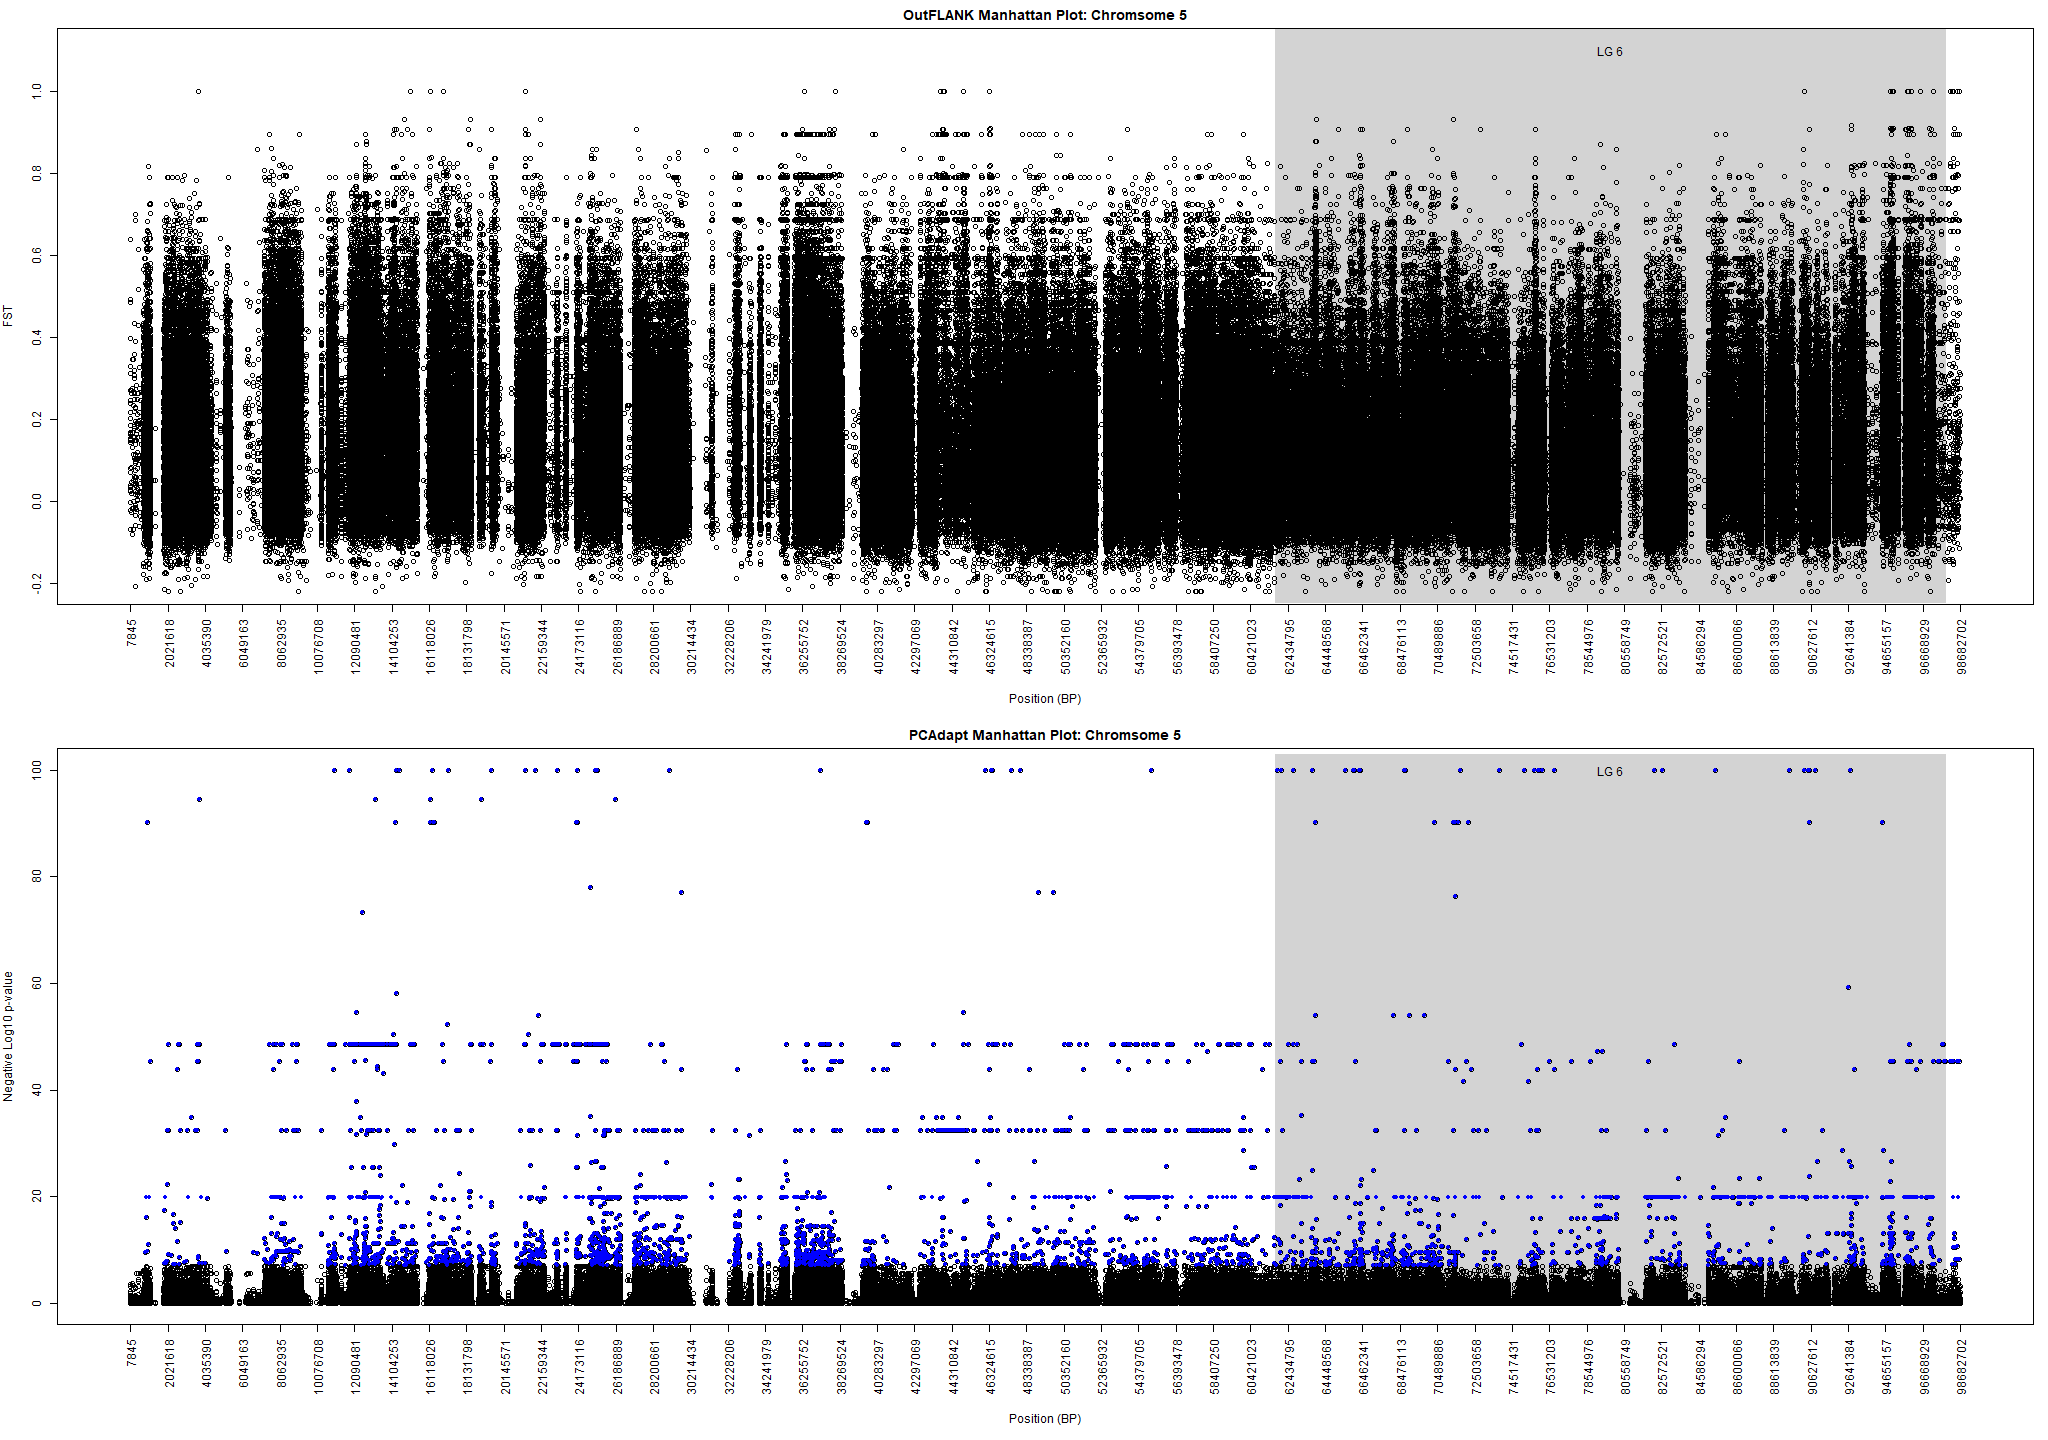 OutFLANK Manhattan Plot: Chromsome 5
LG 6
1.0
0.8
0.6
0.4
0.2
0.0
-0.2
FST
7845 2021618 4035390 6049163 8062935 10076708 12090481 14104253 16118026 18131798 20145571 22159344 24173116 26186889 28200661 30214434 32228206 34241979 36255752 38269524 40283297 42297069 44310842 46324615 48338387 50352160 52365932 54379705 56393478 58407250 60421023 62434795 64448568 66462341 68476113 70489886 72503658 74517431 76531203 78544976 80558749 82572521 84586294 86600066 88613839 90627612 92641384 94655157 96668929 98682702
Position (BP)
PCAdapt Manhattan Plot: Chromsome 5
LG 6
100
80
60
40
20
0
Negative Log10 p-value
7845 2021618 4035390 6049163 8062935 10076708 12090481 14104253 16118026 18131798 20145571 22159344 24173116 26186889 28200661 30214434 32228206 34241979 36255752 38269524 40283297 42297069 44310842 46324615 48338387 50352160 52365932 54379705 56393478 58407250 60421023 62434795 64448568 66462341 68476113 70489886 72503658 74517431 76531203 78544976 80558749 82572521 84586294 86600066 88613839 90627612 92641384 94655157 96668929 98682702
Position (BP)